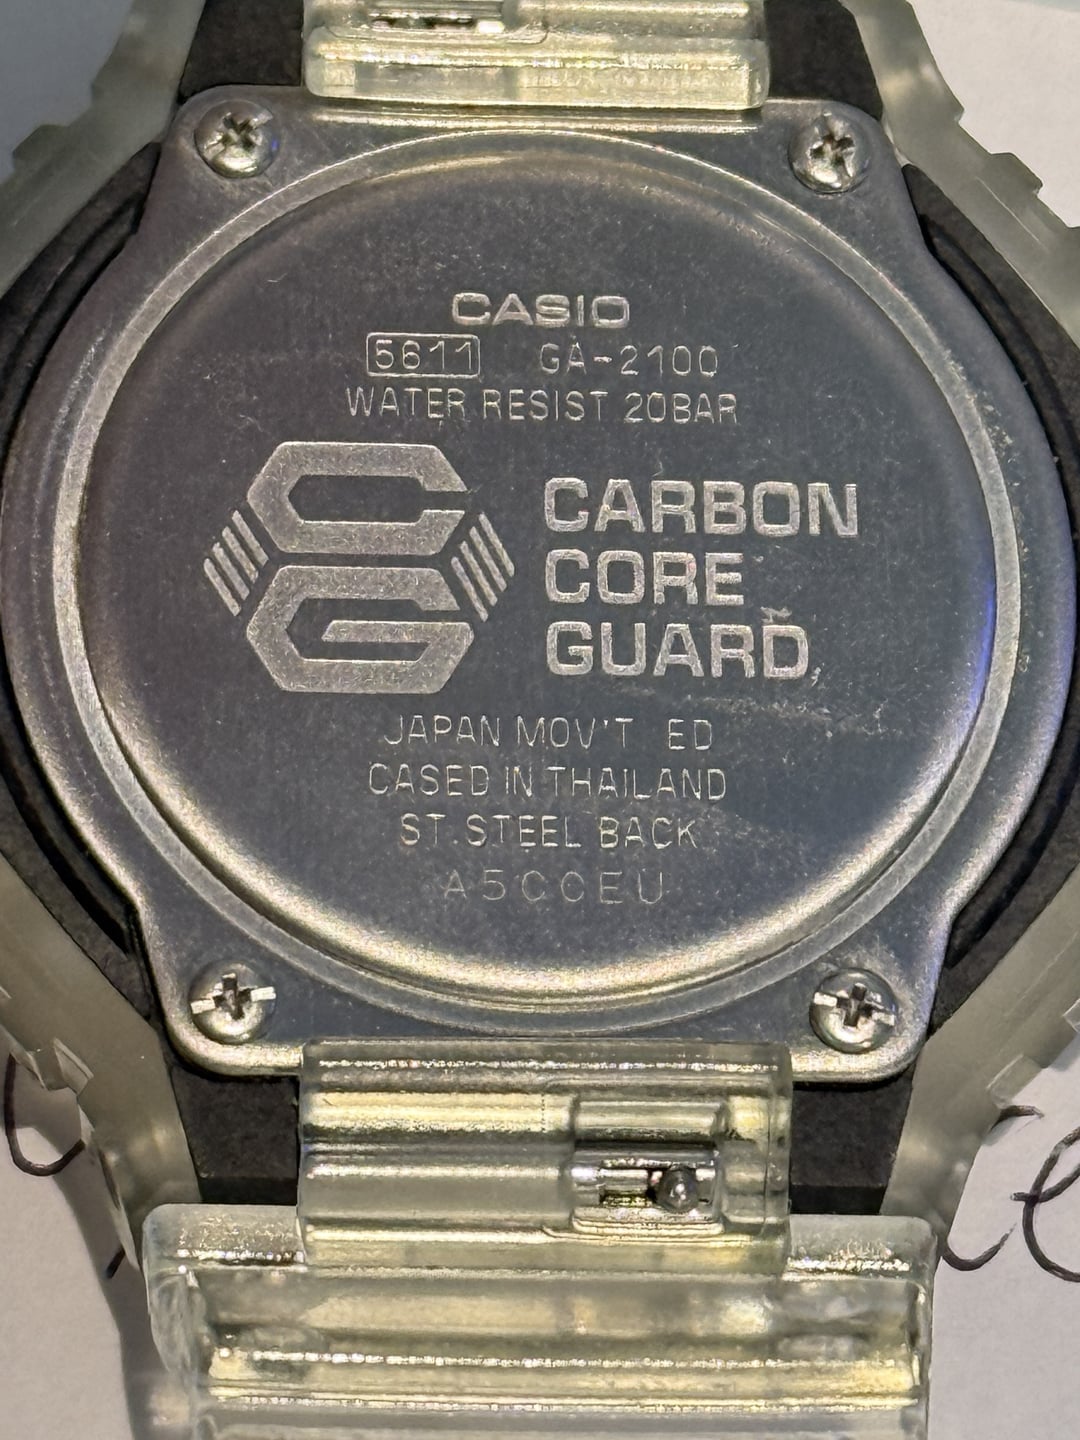 CASIO
5611 GA-2100
WATER RESIST 20BAR
CARBON
CORE
GUARD
JAPAN MOV'T ED
CASED IN THAILAND
ST.STEEL BACK
A5CCEU